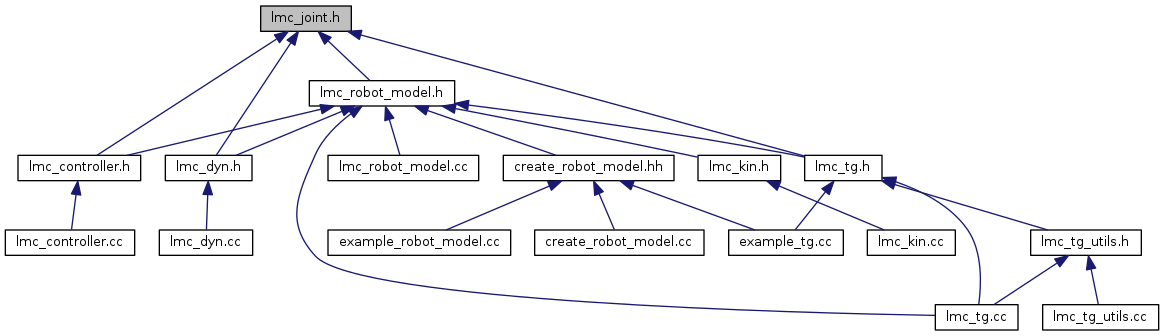 lmc_joint.h
lmc_robot_model.h
lmc_controller.h
lmc_dyn.h
lmc_robot_model.cc
create_robot_model.hh
lmc_kin.h
lmc_tg.h
lmc_controller.cc
lmc_dyn.cc
example_robot_model.cc
create_robot_model.cc
example_tg.cc
lmc_kin.cc
lmc_tg_utils.h
lmc_tg.cc
lmc_tg_utils.cc